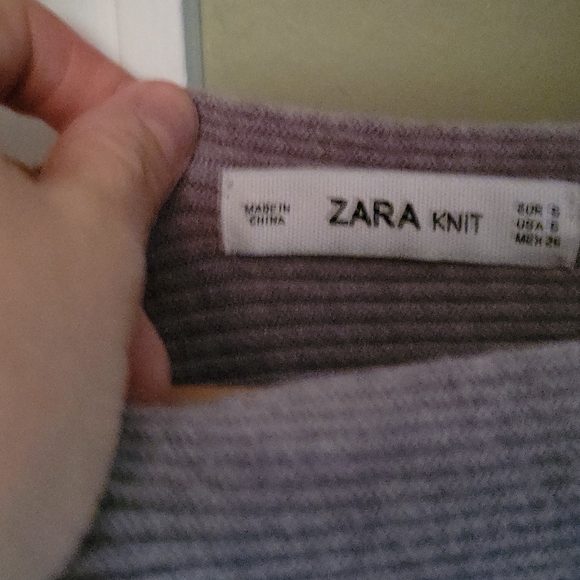 MADE IN
CHINA
ZARA KNIT
EUR S
USA S
MEX 26